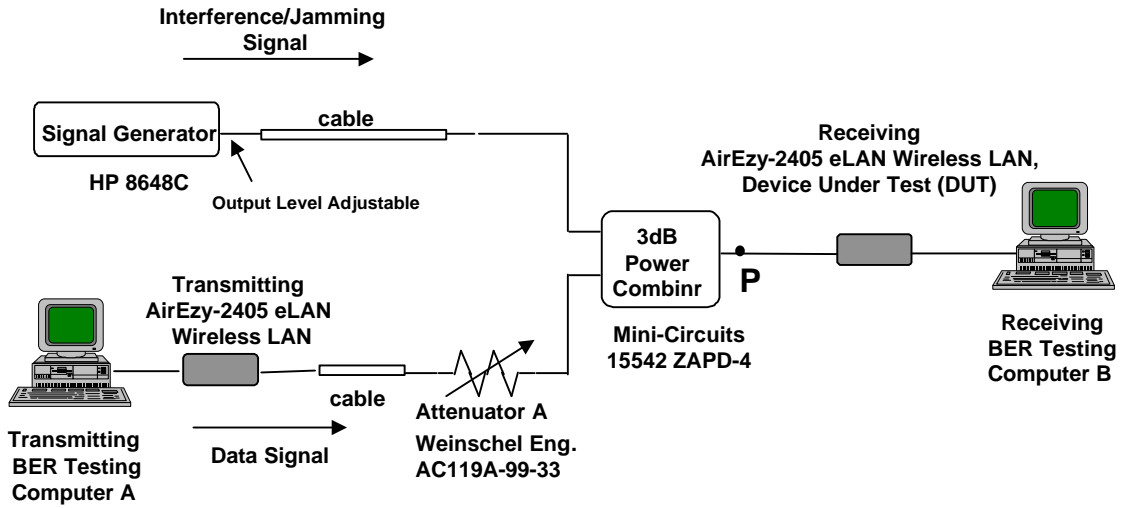 Interference/Jamming
Signal
Signal Generator
HP 8648C
cable
Output Level Adjustable
Receiving
AirEzy-2405 eLAN Wireless LAN,
Device Under Test (DUT)
3dB
Power
Combinr
P
Mini-Circuits
15542 ZAPD-4
Receiving
BER Testing
Computer B
Transmitting
AirEzy-2405 eLAN
Wireless LAN
cable
Attenuator A
Weinschel Eng.
AC119A-99-33
Data Signal
Transmitting
BER Testing
Computer A